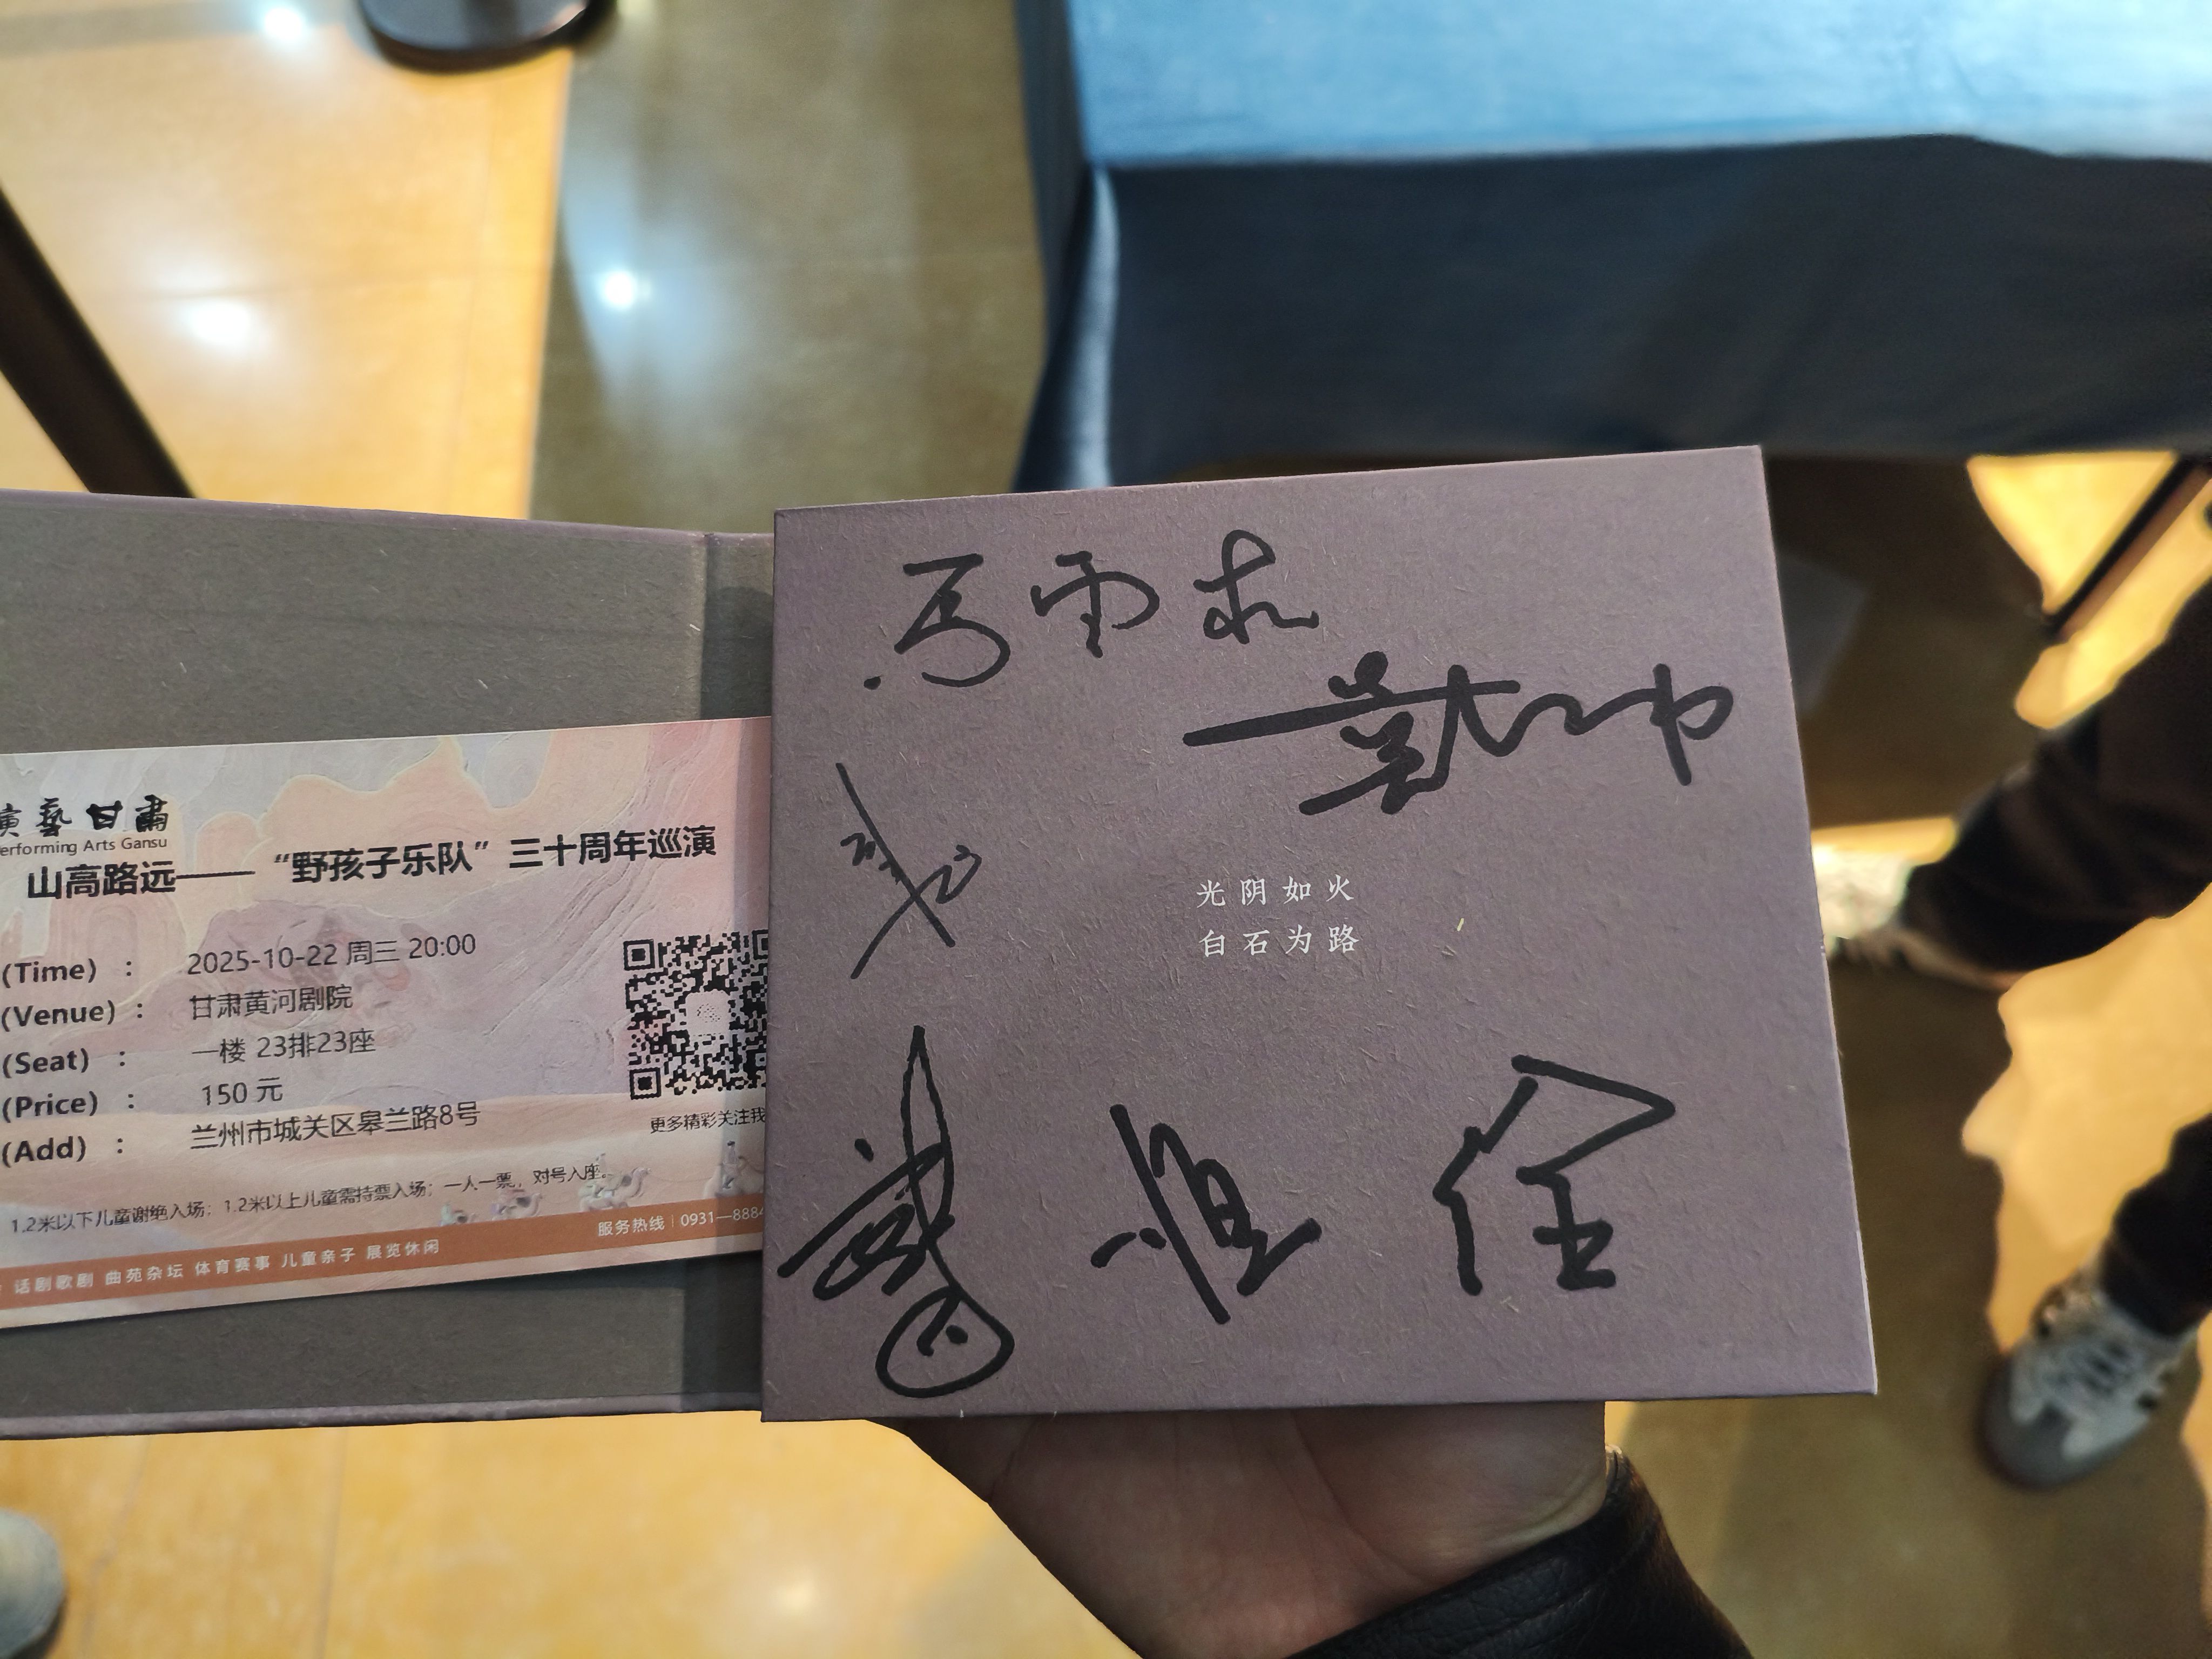 演藝甘肅
erforming Arts Gansu
山高路远——“野孩子乐队”三十周年巡演
(Time) : 2025-10-22 周三 20:00
(Venue) : 甘肃黄河剧院
(Seat) : 一楼 23排23座
(Price) : 150 元
(Add) : 兰州市城关区皋兰路8号
更多精彩关注我
1.2米以下儿童谢绝入场；1.2米以上儿童需持票入场；一人一票，对号入座。
服务热线 | 0931—8884
话剧歌剧 曲苑杂坛 体育赛事 儿童亲子 展览休闲
马雪松
光阴如火
白石为路